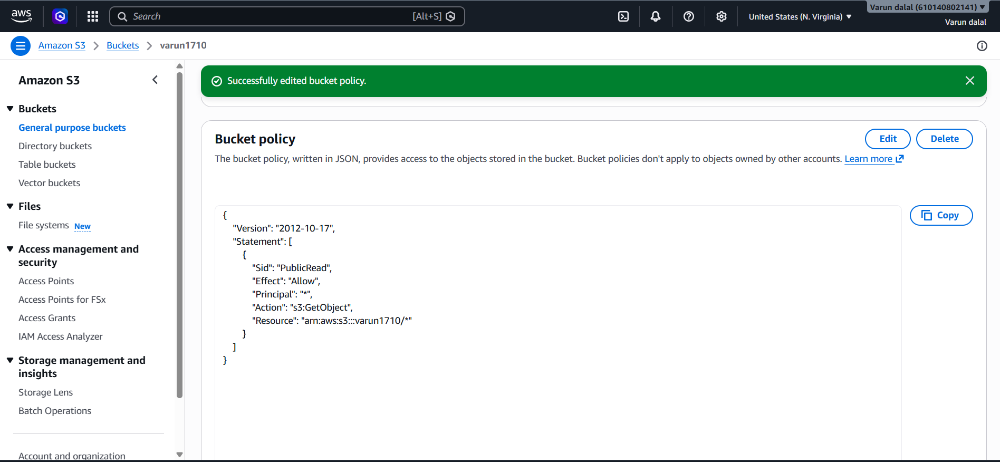 aws
Search
[Alt+S]
United States (N. Virginia)
Varun dalal (610140802141)
Varun dalal
Amazon S3
Buckets
varun1710
Amazon S3
Buckets
General purpose buckets
Directory buckets
Table buckets
Vector buckets
Files
File systems New
Access management and
security
Access Points
Access Points for FSx
Access Grants
IAM Access Analyzer
Storage management and
insights
Storage Lens
Batch Operations
Account and organization
Successfully edited bucket policy.
Bucket policy
Edit
Delete
The bucket policy, written in JSON, provides access to the objects stored in the bucket. Bucket policies don't apply to objects owned by other accounts. Learn more
Copy
{
"Version": "2012-10-17",
"Statement": [
{
"Sid": "PublicRead",
"Effect": "Allow",
"Principal": "*",
"Action": "s3:GetObject",
"Resource": "arn:aws:s3:::varun1710/*"
}
]
}